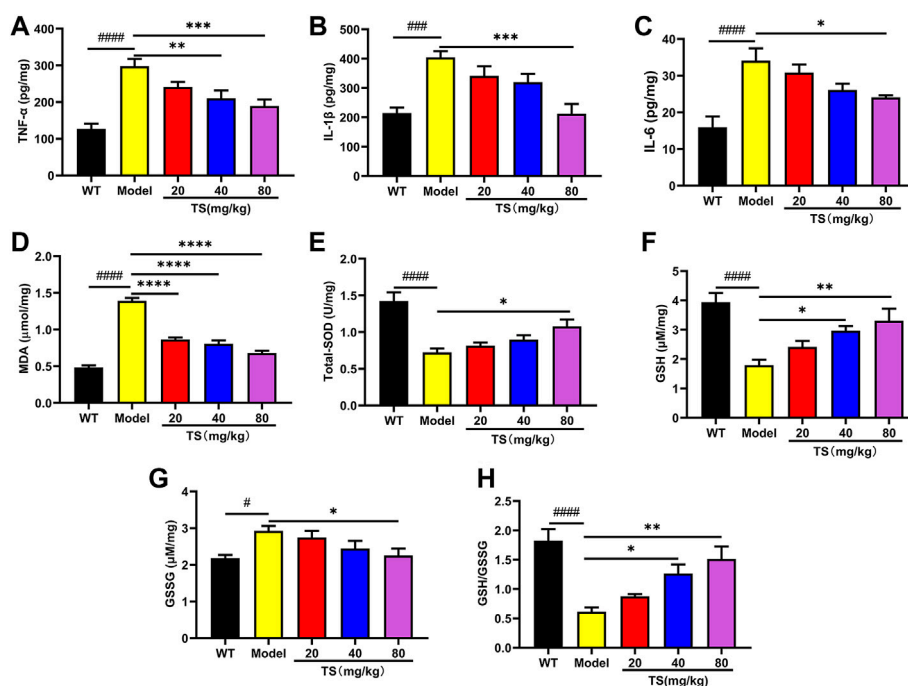 A
TNF-α
(pg/mg)
400
300
200
100
0
####
***
**
WT Model 20 40 80
TS(mg/kg)
B
IL-1β
(pg/mg)
500
400
300
200
100
0
###
***
WT Model 20 40 80
TS(mg/kg)
C
IL-6
(pg/mg)
40
30
20
10
0
####
*
WT Model 20 40 80
TS(mg/kg)
D
MDA
(μmol/mg)
2.0
1.5
1.0
0.5
0.0
####
****
****
****
WT Model 20 40 80
TS(mg/kg)
E
Total-SOD (U/mg)
2.0
1./
1.0
0.5
0.0
####
*
WT Model 20 40 80
TS(mg/kg)
F
GSH (μM/mg)
5
4
3
2
1
####
**
*
WT Model 20 40 80
TS(mg/kg)
G
GSSG
(μM/mg)
4
3
2
1
0
#
*
WT Model 20 40 80
TS(mg/kg)
H
GSH/GSSG
2.5
2.0
1.5
1.0
0.5
0.0
####
**
*
WT Model 20 40 80
TS(mg/kg)